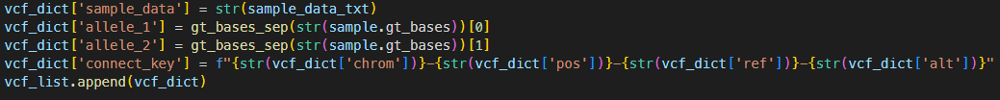 vcf_dict['sample_data'] = str(sample_data_txt)
vcf_dict['allele_1'] = gt_bases_sep(str(sample.gt_bases))[0]
vcf_dict['allele_2'] = gt_bases_sep(str(sample.gt_bases))[1]
vcf_dict['connect_key'] = f"{str(vcf_dict['chrom'])}-{str(vcf_dict['pos'])}-{str(vcf_dict['ref'])}-{str(vcf_dict['alt'])}"
vcf_list.append(vcf_dict)